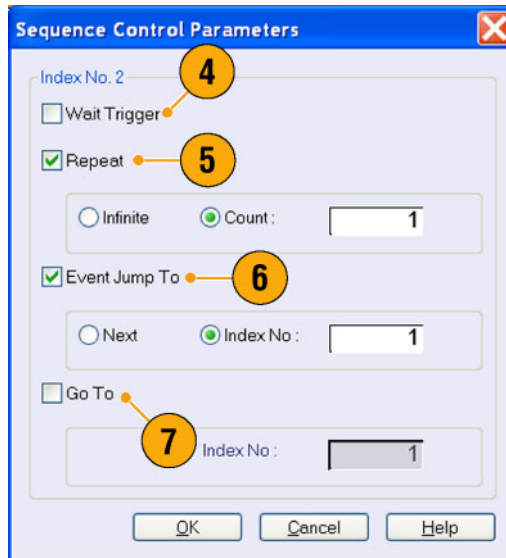 Sequence Control Parameters
Index No. 2
4
Wait Trigger
Repeat
5
Infinite Count : 1
Event Jump To
6
Next Index No : 1
Go To
7
Index No : 1
OK Cancel Help